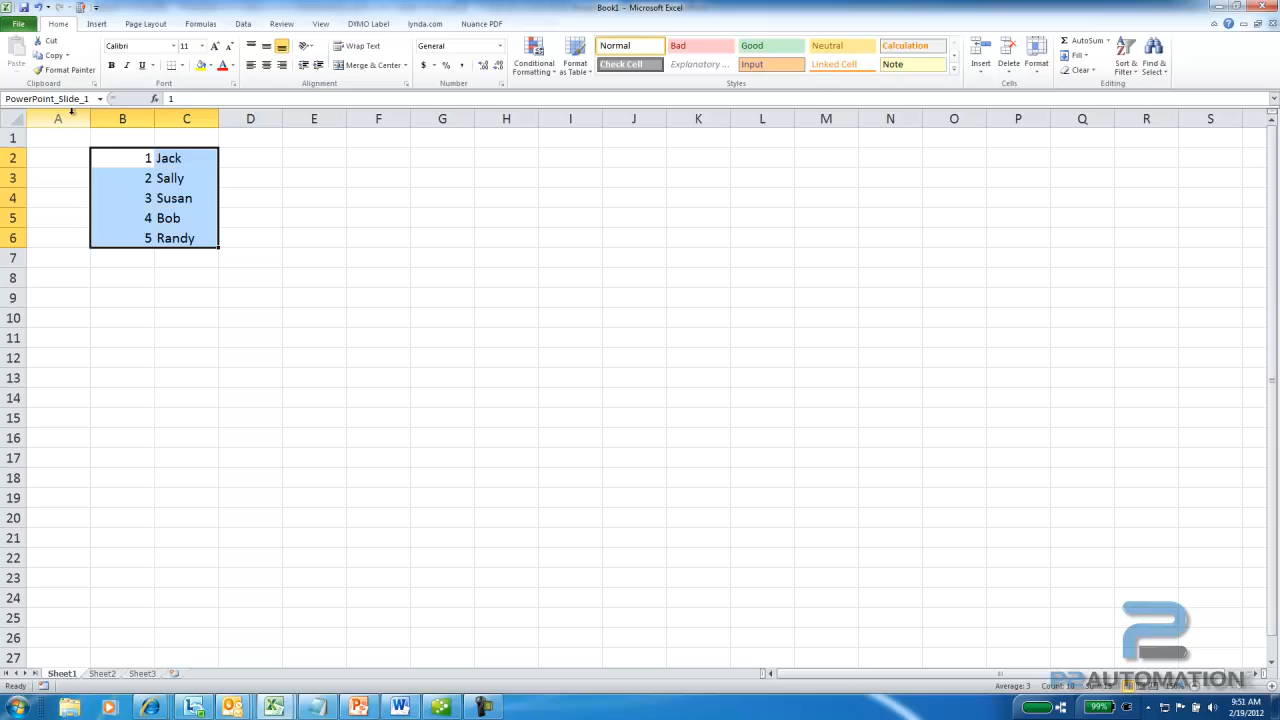 Book1 - Microsoft Excel
File Home Insert Page Layout Formulas Data Review View DYMO Label lynda.com Nuance PDF
Paste
Cut
Copy
Format Painter
Clipboard
Calibri 11
B I U
Font
Wrap Text
Merge & Center
Alignment
General
$ % ,
Number
Conditional Formatting
Format as Table
Normal Bad Good Neutral Calculation
Check Cell Explanatory ... Input Linked Cell Note
Styles
Insert Delete Format
Cells
AutoSum
Fill
Clear
Sort & Filter
Find & Select
Editing
PowerPoint_Slide_1 fx 1
A B C D E F G H I J K L M N O P Q R S
1
2 1 Jack
3 2 Sally
4 3 Susan
5 4 Bob
6 5 Randy
7
8
9
10
11
12
13
14
15
16
17
18
19
20
21
22
23
24
25
26
27
P2 AUTOMATION
Sheet1 Sheet2 Sheet3
Ready Average: 3 Count: 10
99%
9:51 AM
2/19/2012